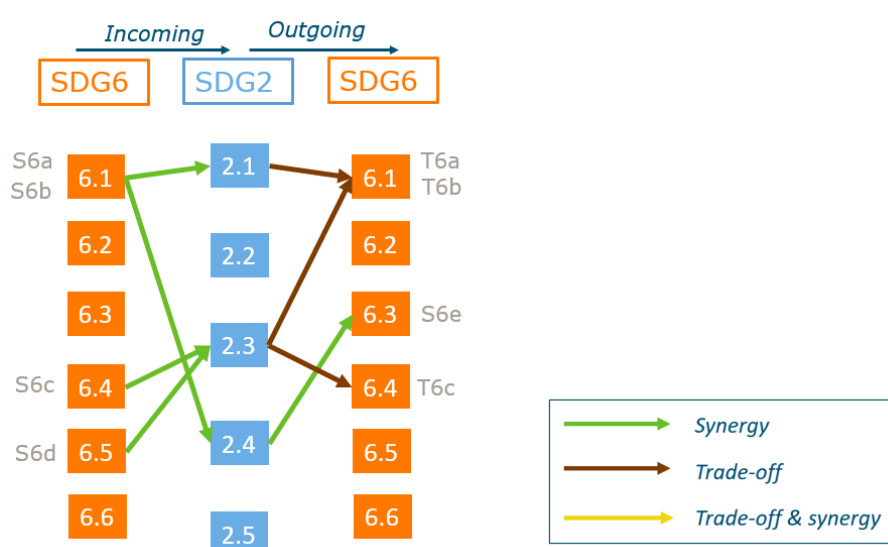 Incoming
Outgoing
SDG6
SDG2
SDG6
S6a
S6b
6.1
2.1
6.1
T6a
T6b
6.2
2.2
6.2
6.3
2.3
6.3
S6e
S6c
6.4
6.4
T6c
S6d
6.5
2.4
6.5
6.6
2.5
6.6
Synergy
Trade-off
Trade-off & synergy